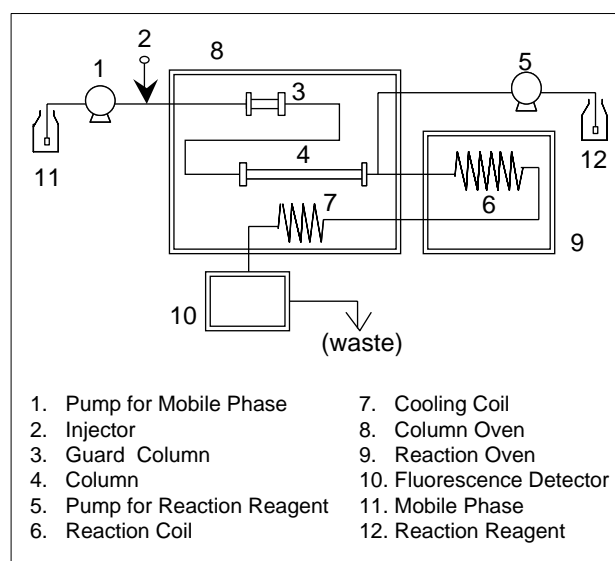 2
8
1
5
3
4
11
12
7
6
9
10
(waste)
1. Pump for Mobile Phase
2. Injector
3. Guard Column
4. Column
5. Pump for Reaction Reagent
6. Reaction Coil
7. Cooling Coil
8. Column Oven
9. Reaction Oven
10. Fluorescence Detector
11. Mobile Phase
12. Reaction Reagent